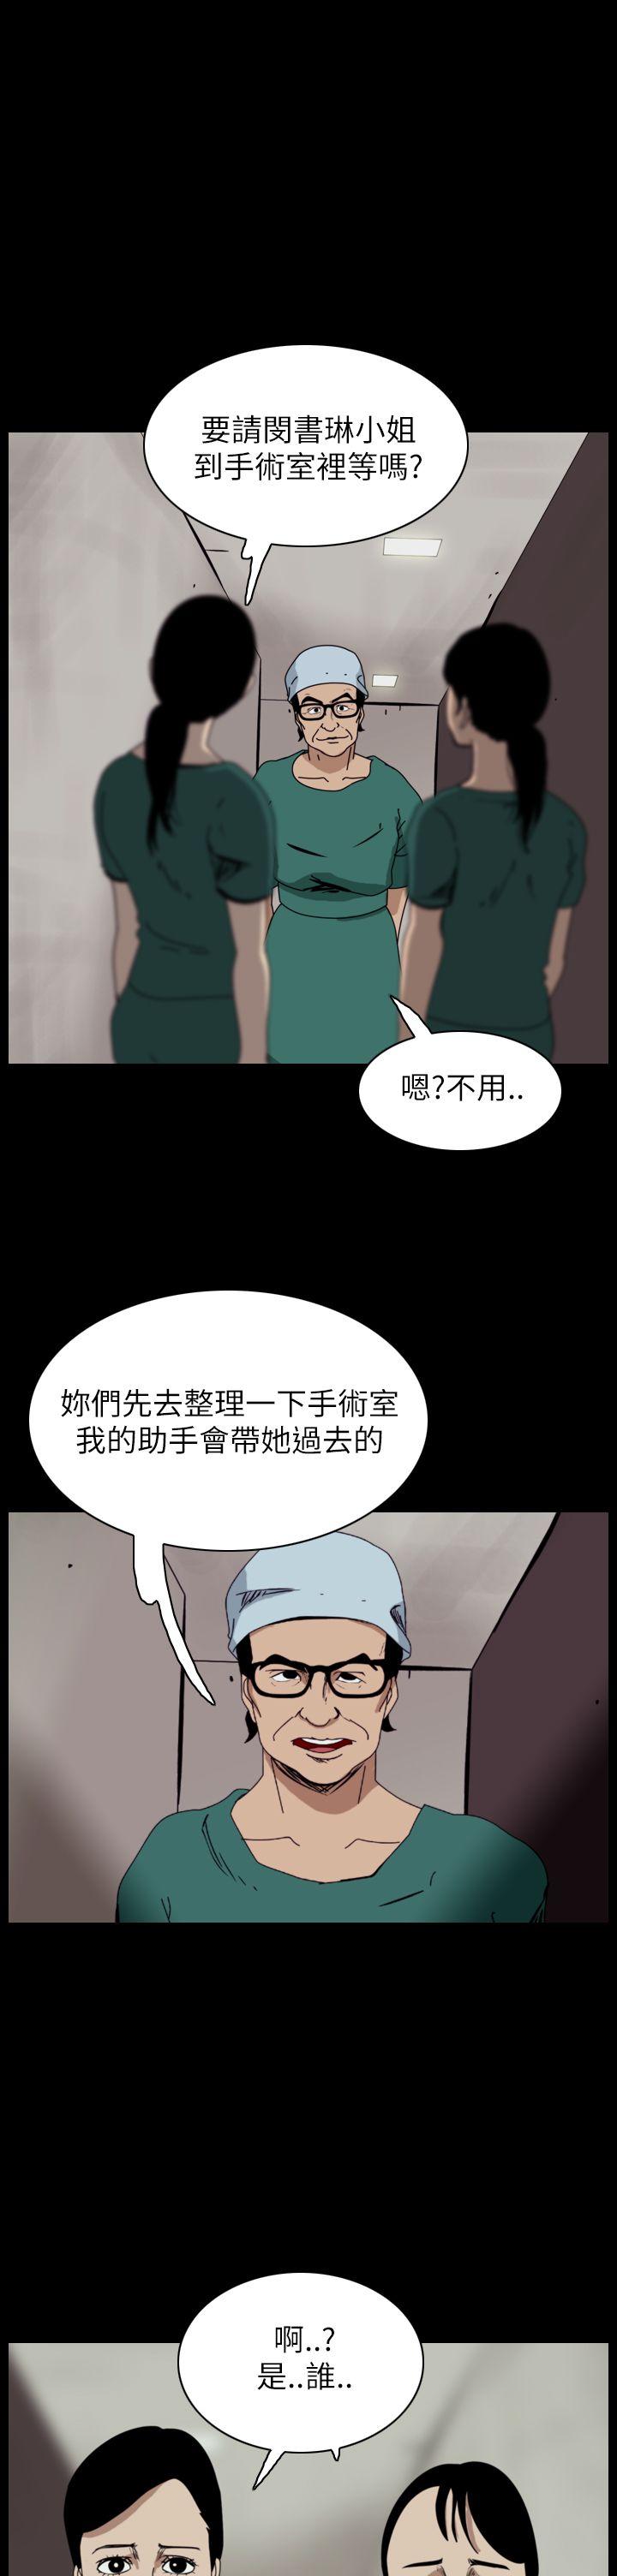 要請閔書琳小姐
到手術室裡等嗎?
嗯?不用..
妳們先去整理一下手術室
我的助手會帶她過去的
啊..?
是..誰..